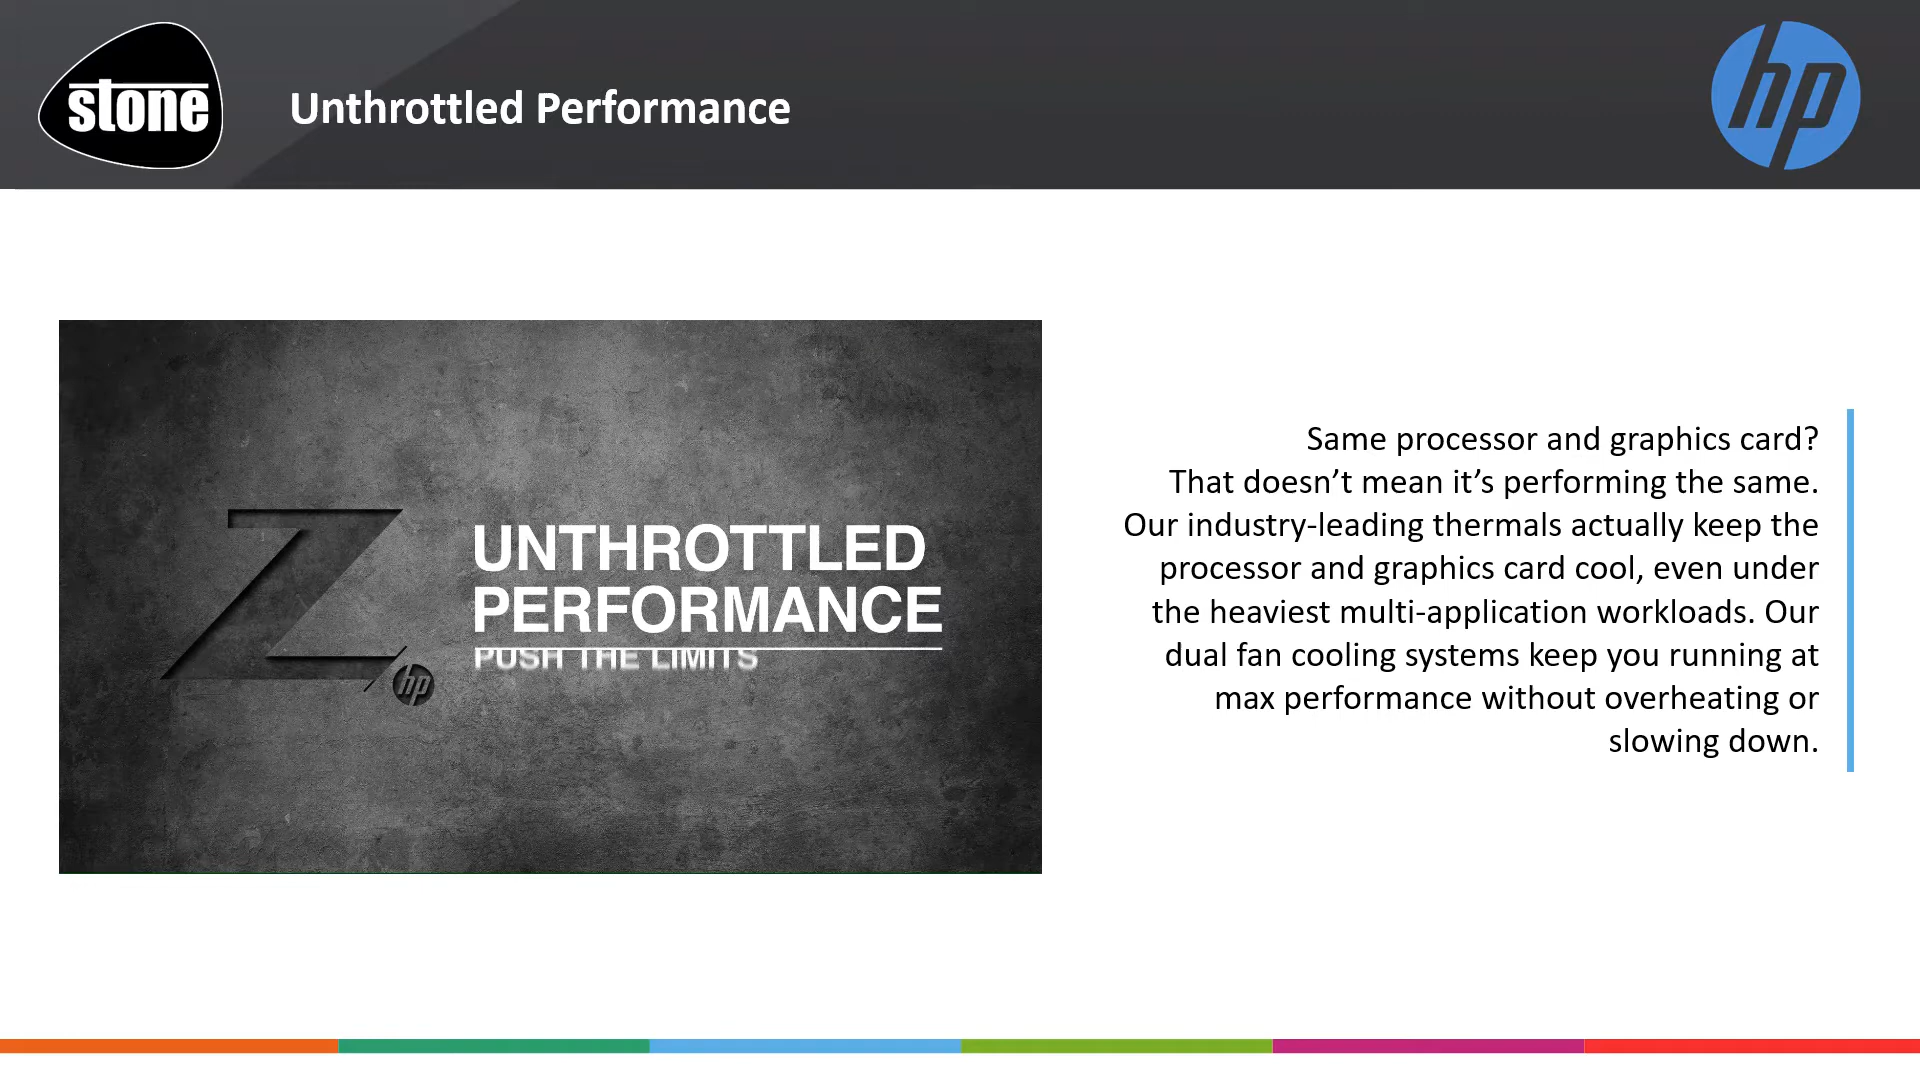 stone
Unthrottled Performance
hp
UNTHROTTLED
PERFORMANCE
PUSH THE LIMITS
Z
hp
Same processor and graphics card?
That doesn’t mean it’s performing the same.
Our industry-leading thermals actually keep the
processor and graphics card cool, even under
the heaviest multi-application workloads. Our
dual fan cooling systems keep you running at
max performance without overheating or
slowing down.